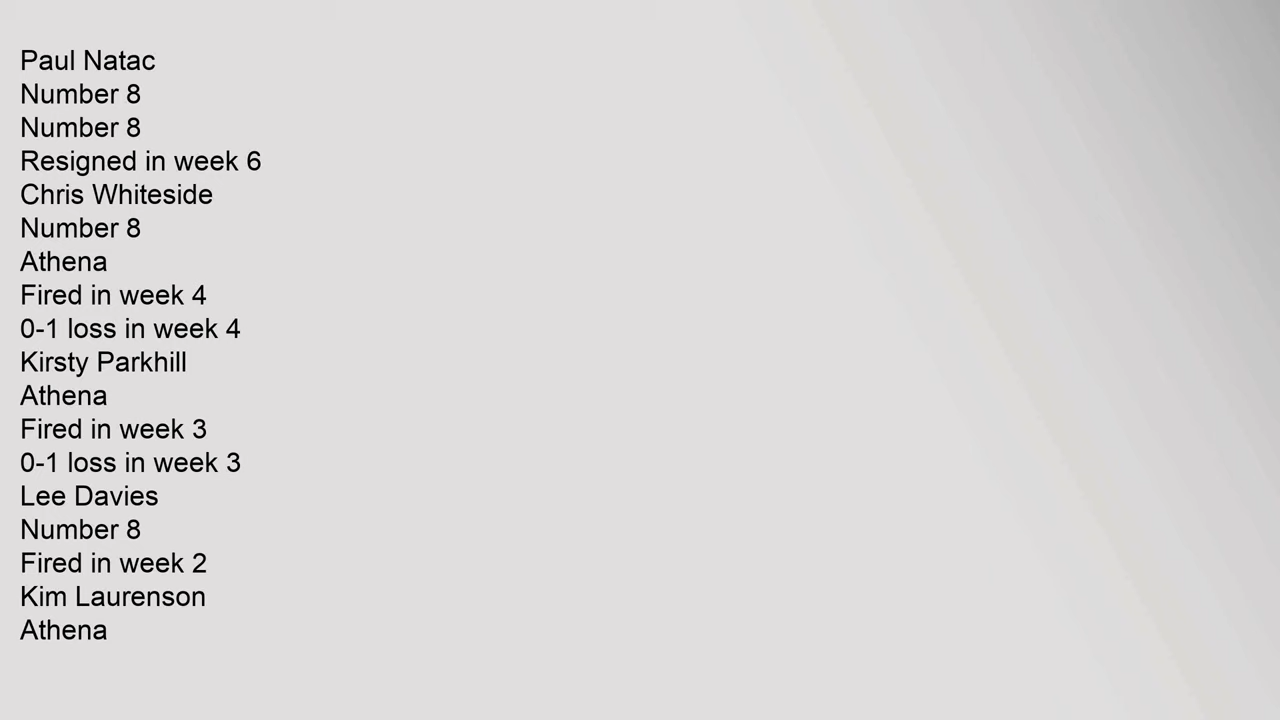 Paul Natac
Number 8
Number 8
Resigned in week 6
Chris Whiteside
Number 8
Athena
Fired in week 4
0-1 loss in week 4
Kirsty Parkhill
Athena
Fired in week 3
0-1 loss in week 3
Lee Davies
Number 8
Fired in week 2
Kim Laurenson
Athena